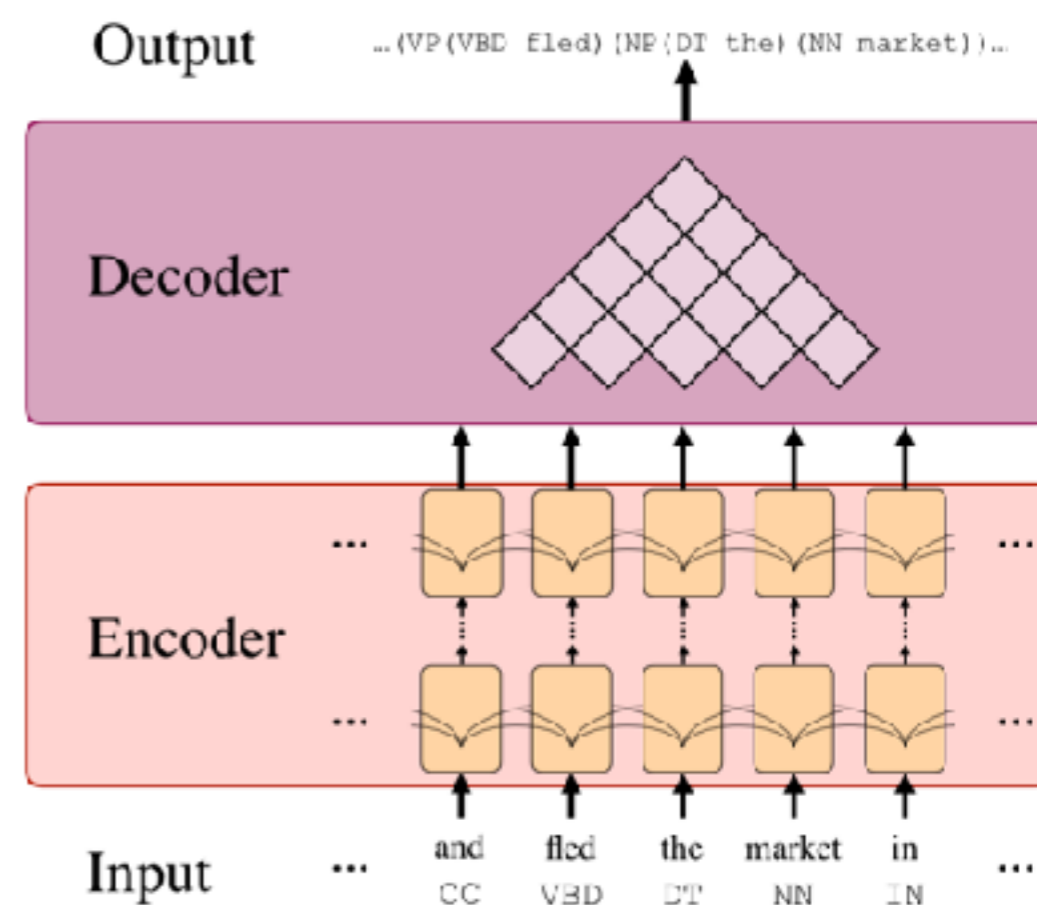 Output ...(VP(VBD fled)(NP(DT the)(NN market))...
Decoder
... ...
Encoder
... ...
and fled the market in
Input ... ...
CC VBD DT NN IN